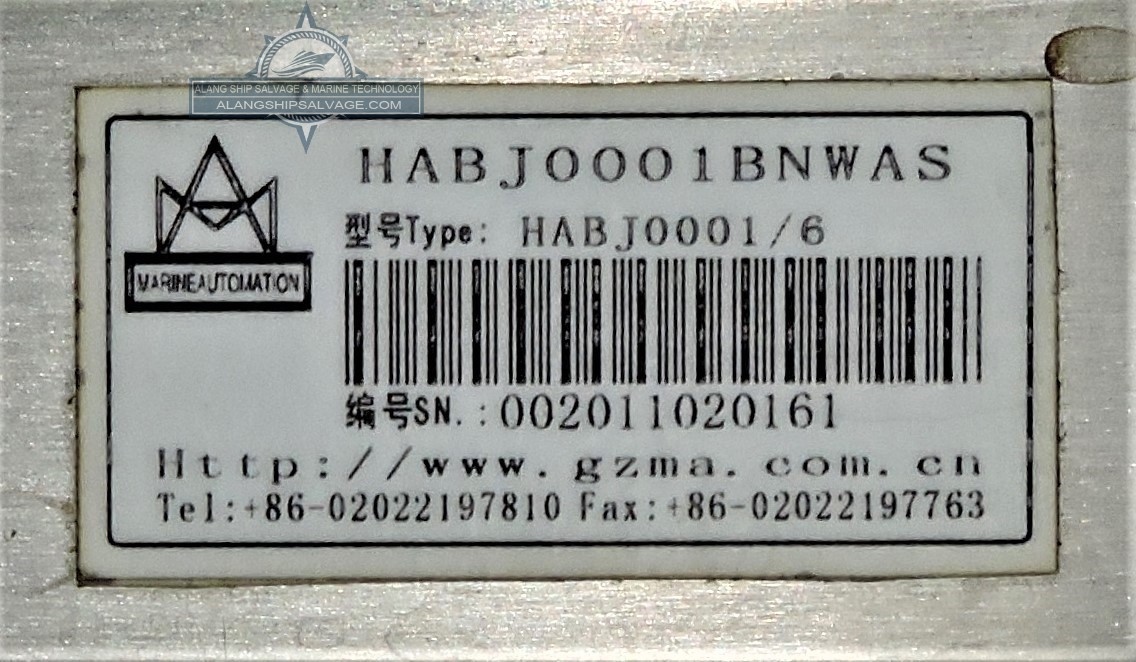 ALANG SHIP SALVAGE & MARINE TECHNOLOGY
ALANGSHIPSALVAGE.COM
HABJ0001BNWAS
型号Type: HABJ0001/6
MARINEAUTOMATION
编号SN.:002011020161
Http://www.gzma.com.cn
Tel:+86-02022197810 Fax:+86-02022197763